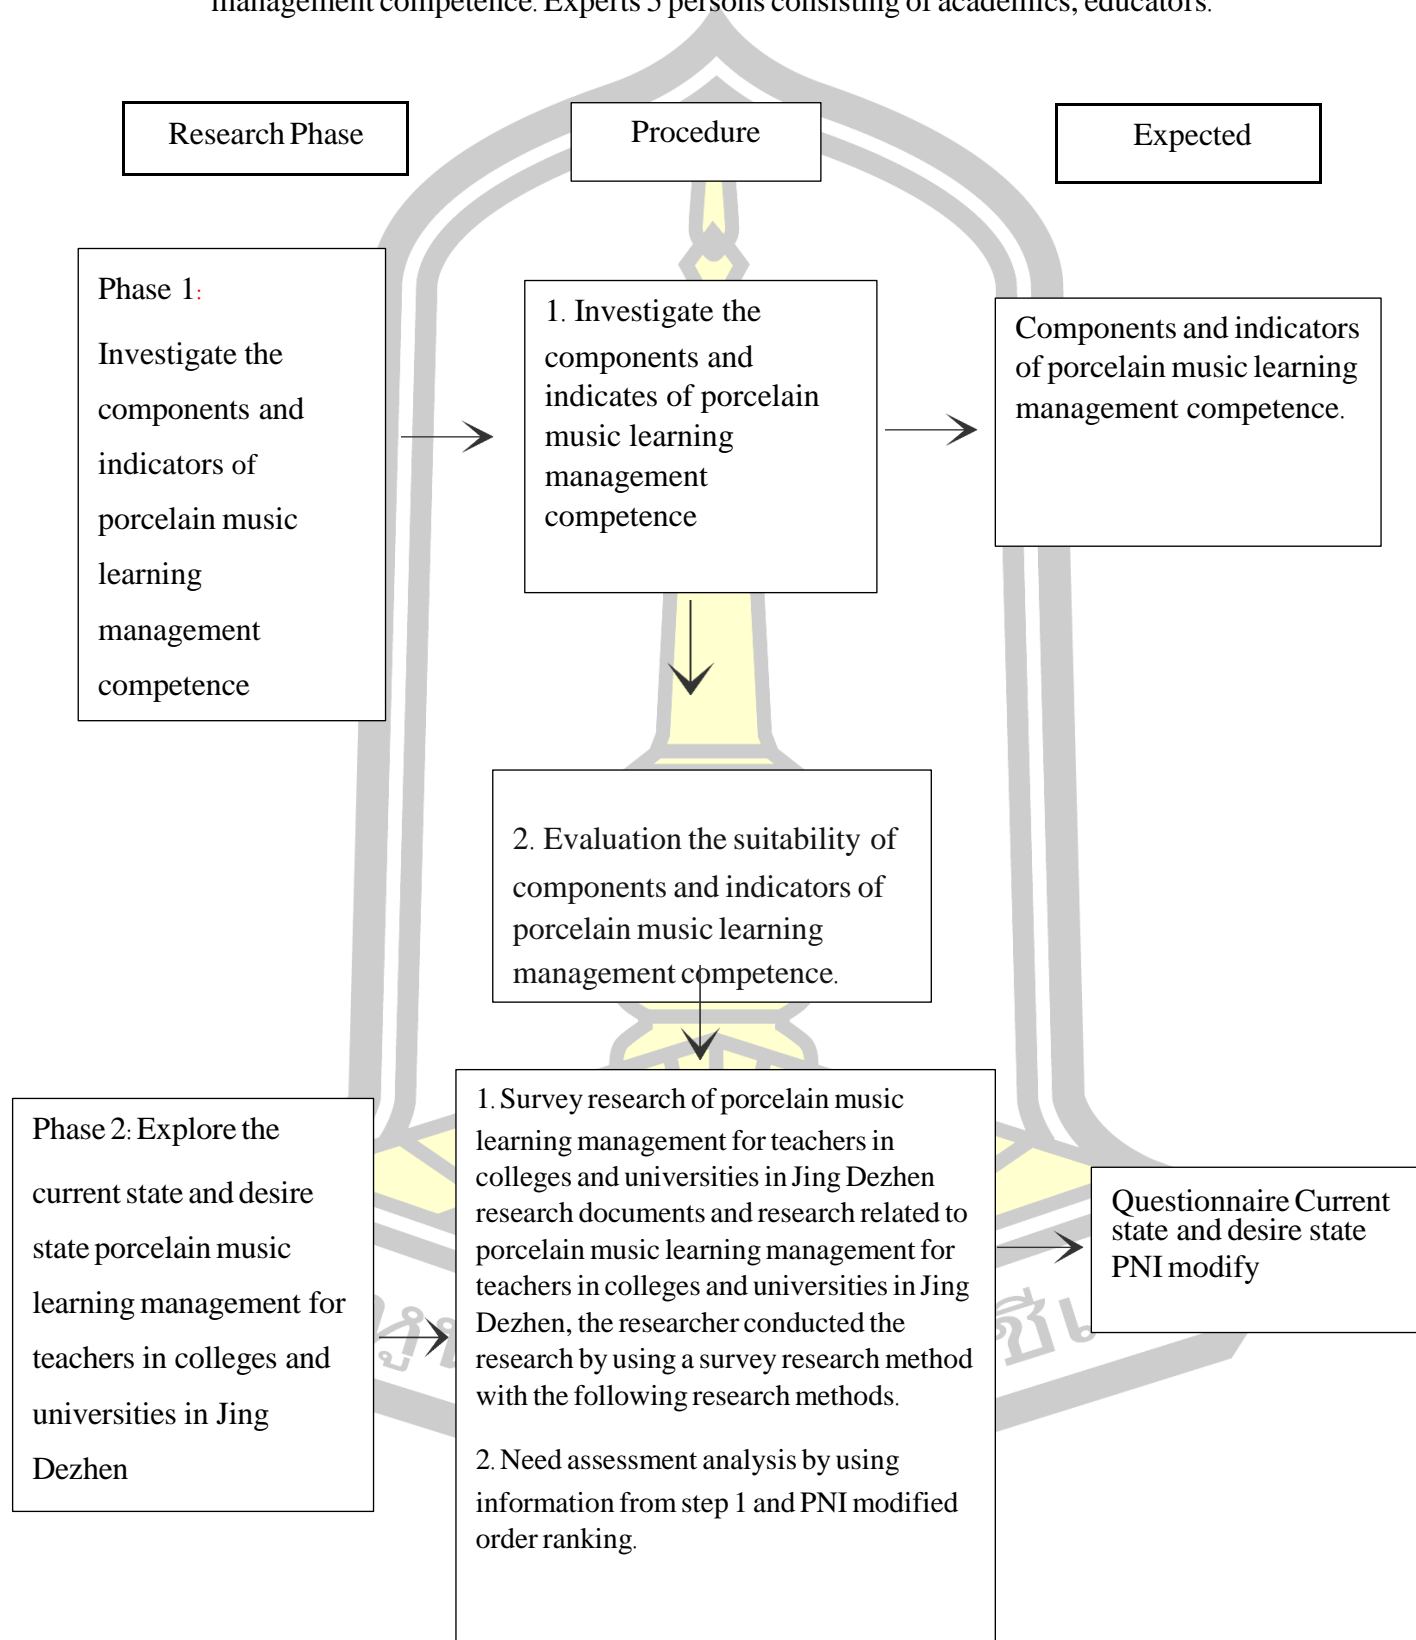 management competence. Experts 5 persons consisting of academics, educators.
Research Phase
Procedure
Expected
Phase 1:
Investigate the
components and
indicators of
porcelain music
learning
management
competence
1. Investigate the
components and
indicates of porcelain
music learning
management
competence
Components and indicators
of porcelain music learning
management competence.
2. Evaluation the suitability of
components and indicators of
porcelain music learning
management competence.
Phase 2: Explore the
current state and desire
state porcelain music
learning management for
teachers in colleges and
universities in Jing
Dezhen
1. Survey research of porcelain music
learning management for teachers in
colleges and universities in Jing Dezhen
research documents and research related to
porcelain music learning management for
teachers in colleges and universities in Jing
Dezhen, the researcher conducted the
research by using a survey research method
with the following research methods.
2. Need assessment analysis by using
information from step 1 and PNI modified
order ranking.
Questionnaire Current
state and desire state
PNI modify